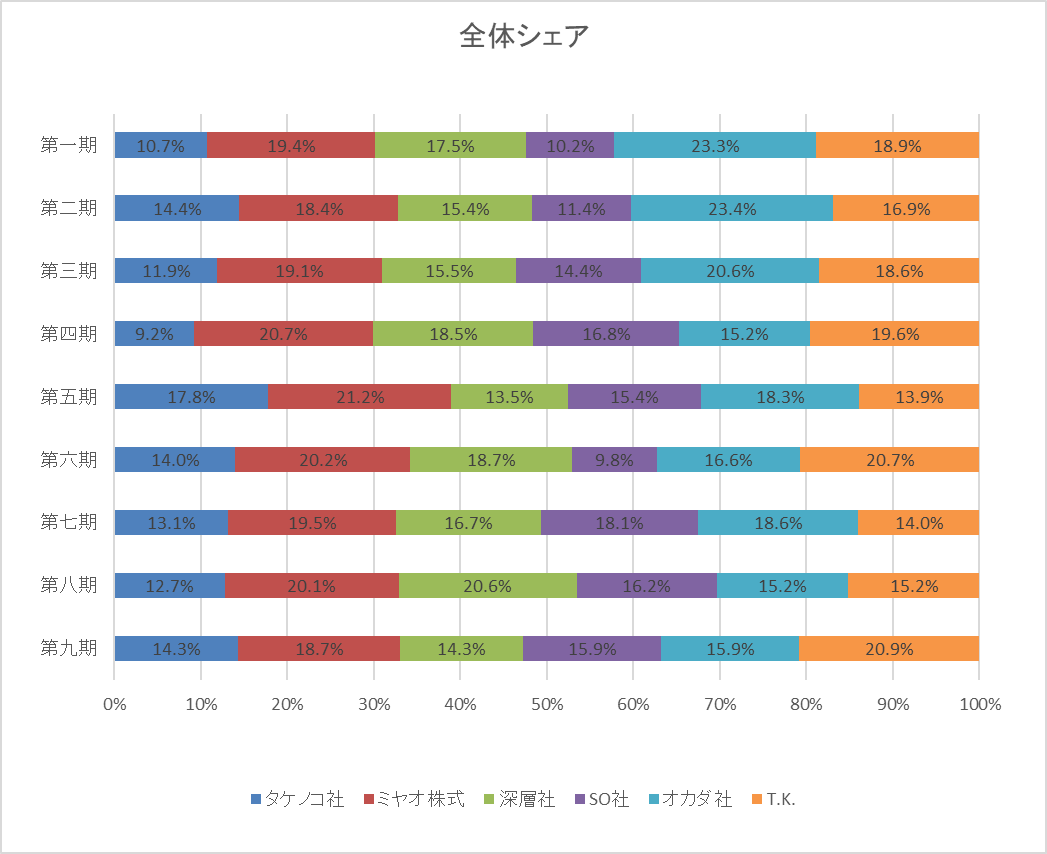 全体シェア
第一期 10.7% 19.4% 17.5% 10.2% 23.3% 18.9%
第二期 14.4% 18.4% 15.4% 11.4% 23.4% 16.9%
第三期 11.9% 19.1% 15.5% 14.4% 20.6% 18.6%
第四期 9.2% 20.7% 18.5% 16.8% 15.2% 19.6%
第五期 17.8% 21.2% 13.5% 15.4% 18.3% 13.9%
第六期 14.0% 20.2% 18.7% 9.8% 16.6% 20.7%
第七期 13.1% 19.5% 16.7% 18.1% 18.6% 14.0%
第八期 12.7% 20.1% 20.6% 16.2% 15.2% 15.2%
第九期 14.3% 18.7% 14.3% 15.9% 15.9% 20.9%
0% 10% 20% 30% 40% 50% 60% 70% 80% 90% 100%
タケノコ社 ミヤオ株式 深層社 SO社 オカダ社 T.K.